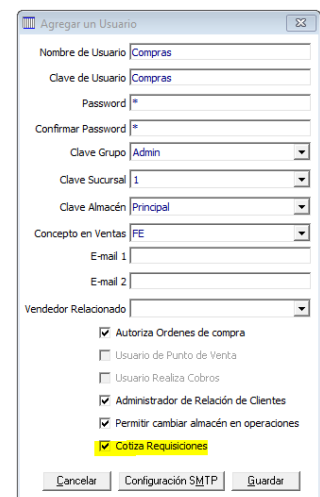 Agregar un Usuario
Nombre de Usuario Compras
Clave de Usuario Compras
Password *
Confirmar Password *
Clave Grupo Admin
Clave Sucursal 1
Clave Almacén Principal
Concepto en Ventas FE
E-mail 1
E-mail 2
Vendedor Relacionado
Autoriza Ordenes de compra
Usuario de Punto de Venta
Usuario Realiza Cobros
Administrador de Relación de Clientes
Permitir cambiar almacén en operaciones
Cotiza Requisiciones
Cancelar Configuración SMTP Guardar